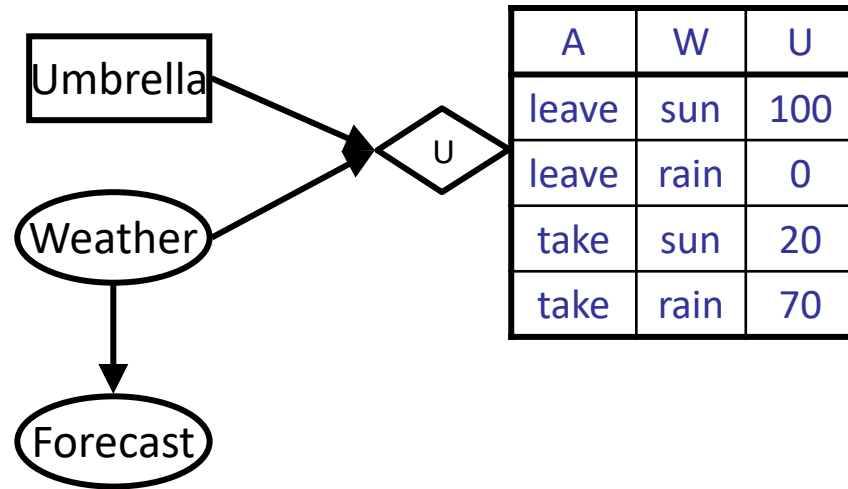 Umbrella
Weather
Forecast
U
A W U
leave sun 100
leave rain 0
take sun 20
take rain 70